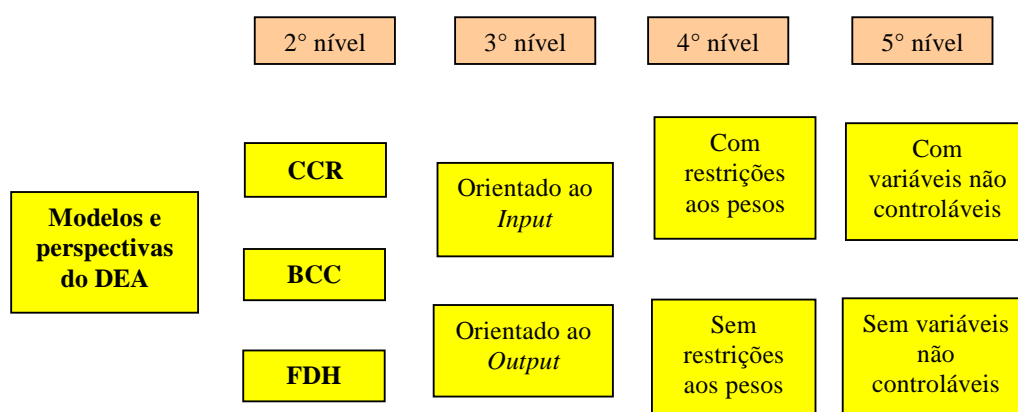 2° nível
3° nível
4° nível
5° nível
Modelos e
perspectivas
do DEA
CCR
BCC
FDH
Orientado ao
Input
Orientado ao
Output
Com
restrições
aos pesos
Sem
restrições
aos pesos
Com
variáveis não
controláveis
Sem variáveis
não
controláveis